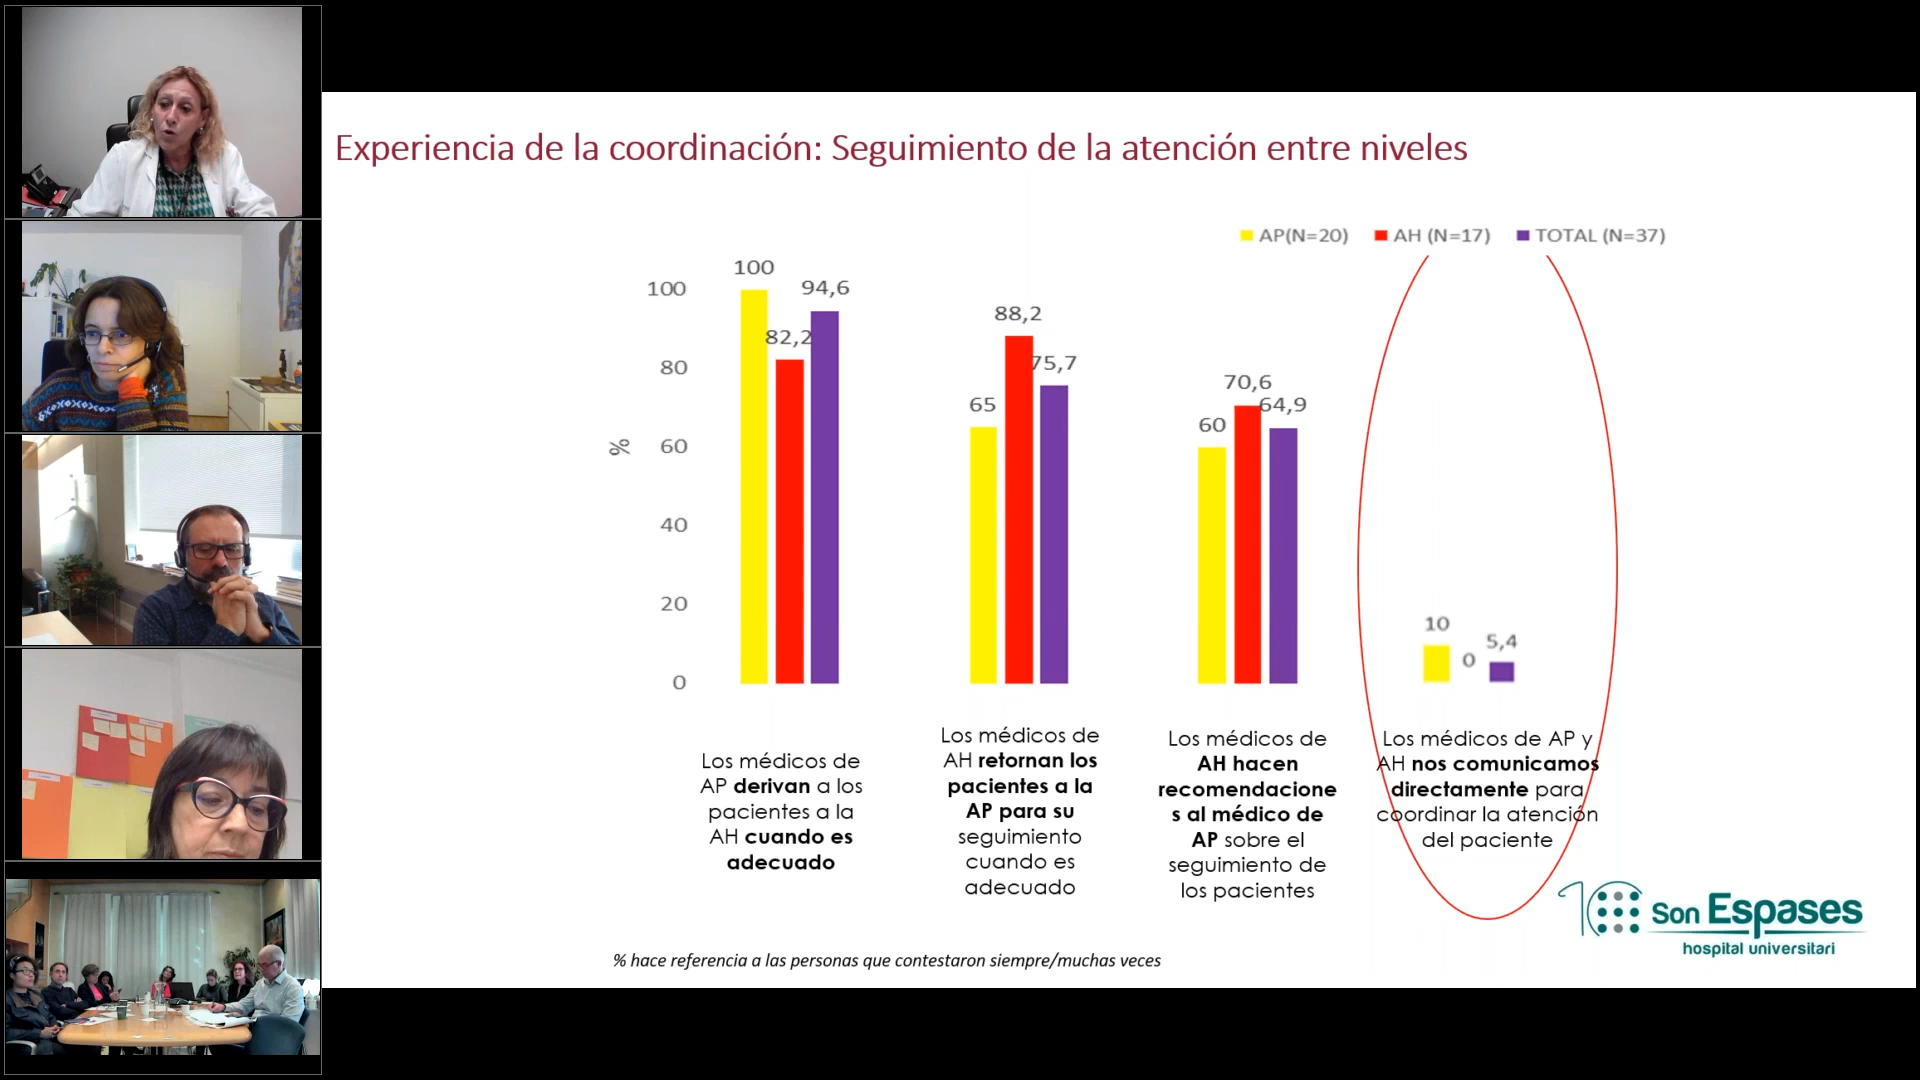 Experiencia de la coordinación: Seguimiento de la atención entre niveles
AP(N=20) AH (N=17) TOTAL (N=37)
%
100
80
60
40
20
0
100
82,2
94,6
65
88,2
75,7
60
70,6
64,9
10
0
5,4
Los médicos de
AP derivan a los
pacientes a la
AH cuando es
adecuado
Los médicos de
AH retornan los
pacientes a la
AP para su
seguimiento
cuando es
adecuado
Los médicos de
AH hacen
recomendacione
s al médico de
AP sobre el
seguimiento de
los pacientes
Los médicos de AP y
AH nos comunicamos
directamente para
coordinar la atención
del paciente
% hace referencia a las personas que contestaron siempre/muchas veces
10 Son Espases
hospital universitari